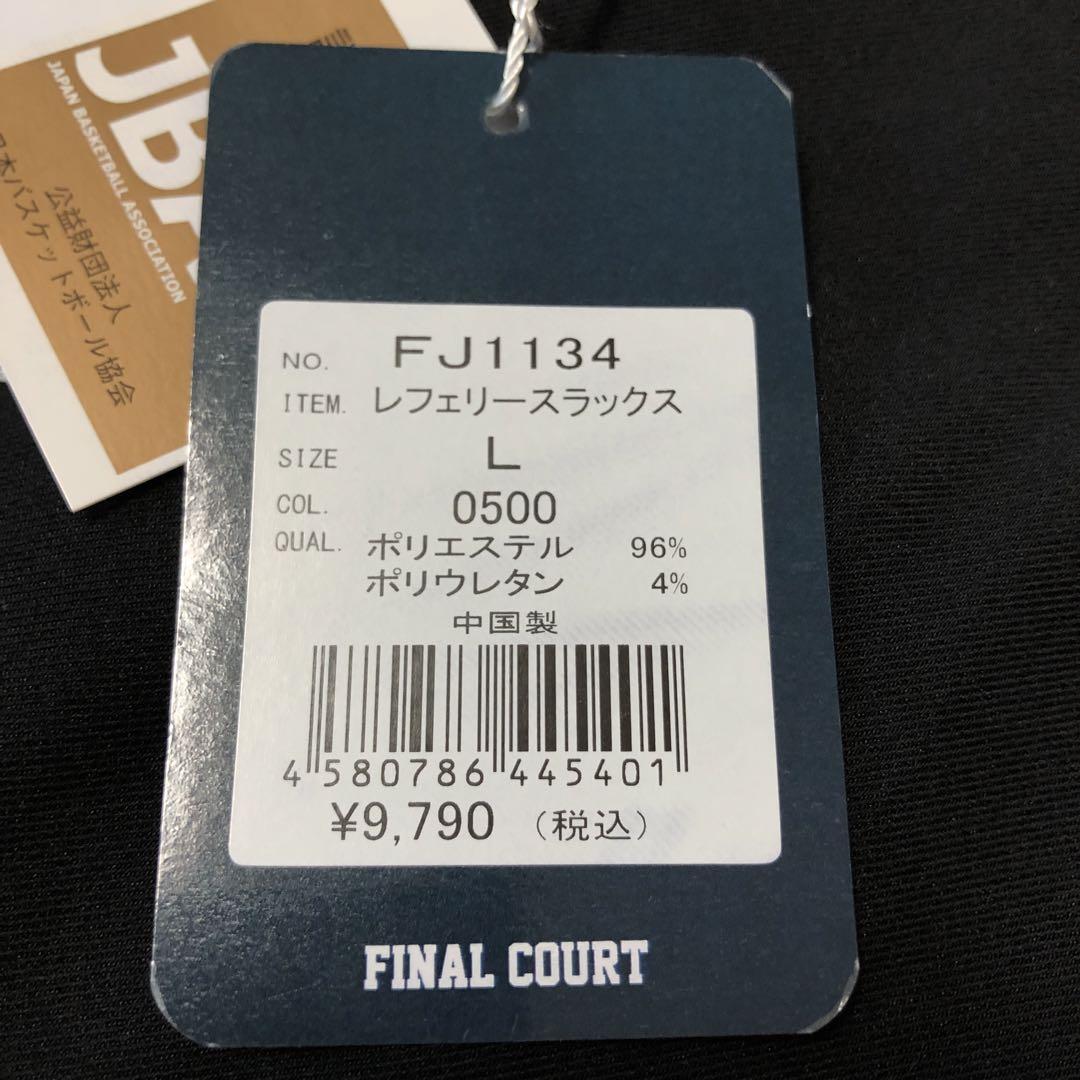 JBA
JAPAN BASKETBALL ASSOCIATION
公益財団法人
日本バスケットボール協会
NO. FJ1134
ITEM. レフェリースラックス
SIZE L
COL. 0500
QUAL. ポリエステル 96%
ポリウレタン 4%
中国製
4 580786 445401
¥9,790 (税込)
FINAL COURT